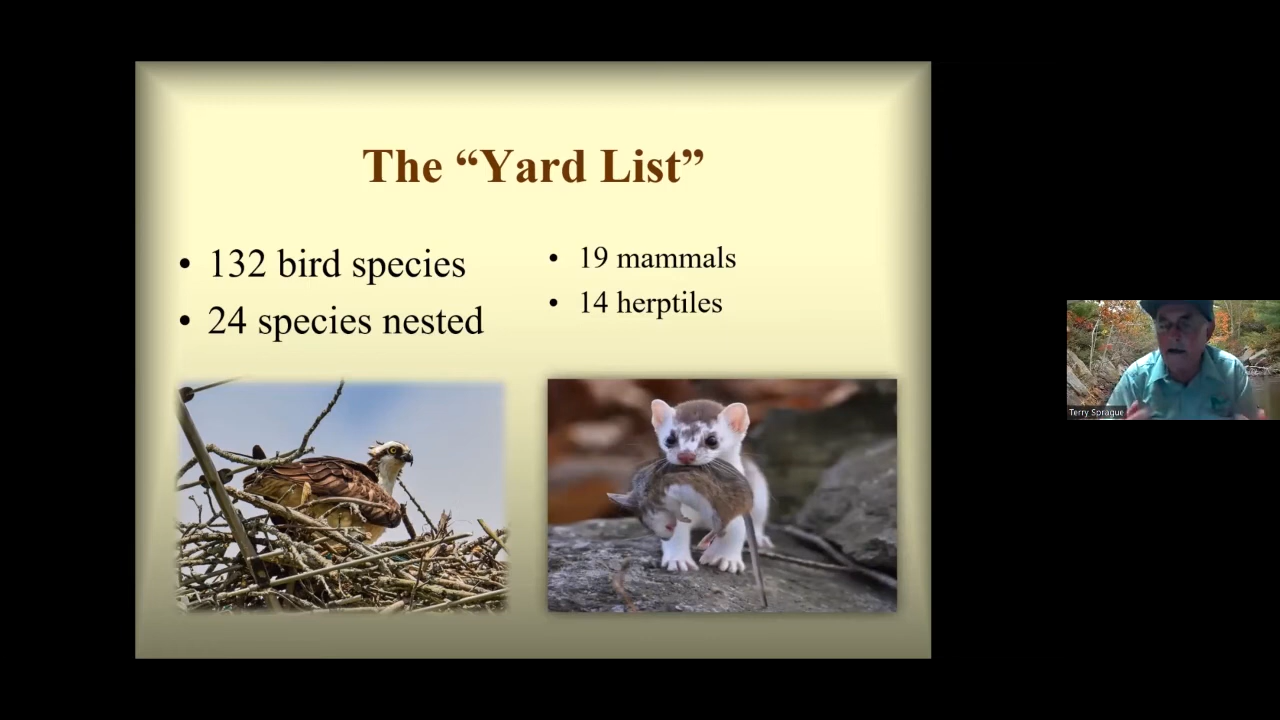 The “Yard List”
• 132 bird species
• 24 species nested
• 19 mammals
• 14 herptiles
Terry Sprague